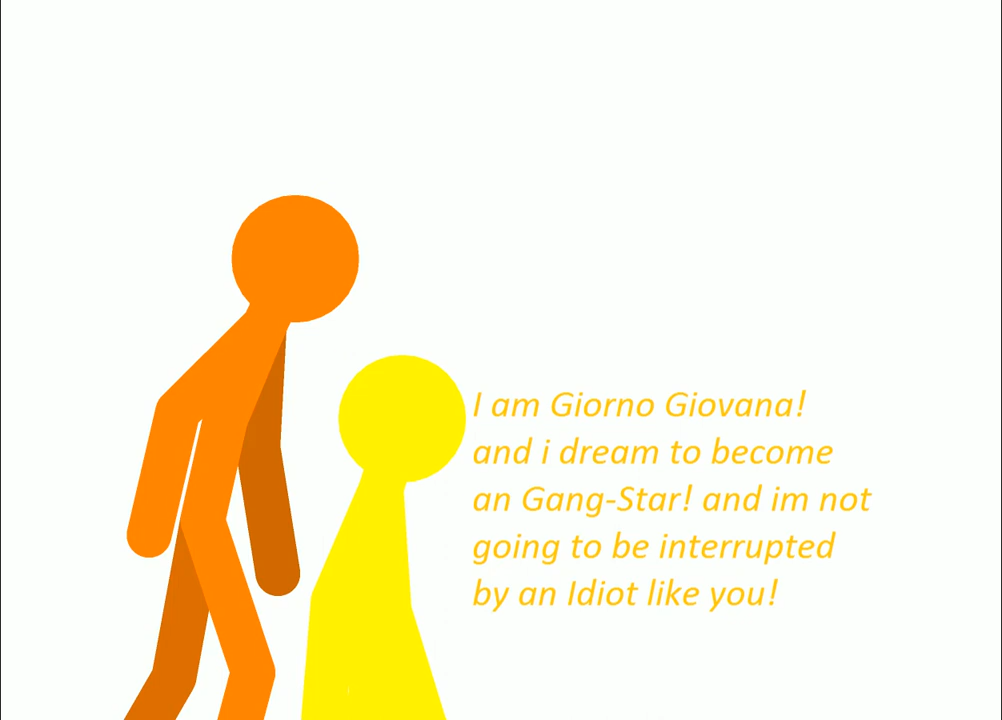 I am Giorno Giovana!
and i dream to become
an Gang-Star! and im not
going to be interrupted
by an Idiot like you!